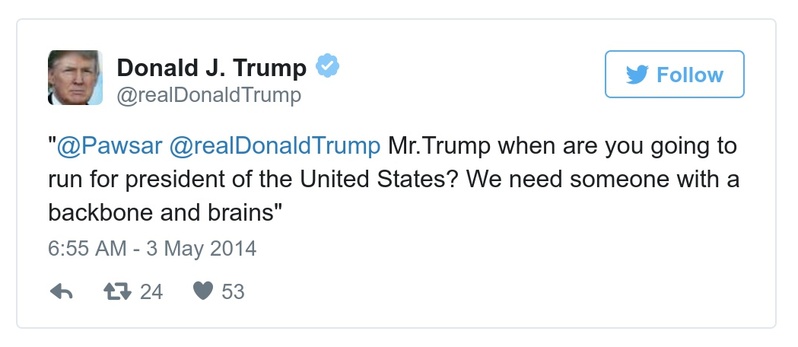 Donald J. Trump
@realDonaldTrump
Follow
"@Pawsar @realDonaldTrump Mr.Trump when are you going to
run for president of the United States? We need someone with a
backbone and brains"
6:55 AM - 3 May 2014
24 53